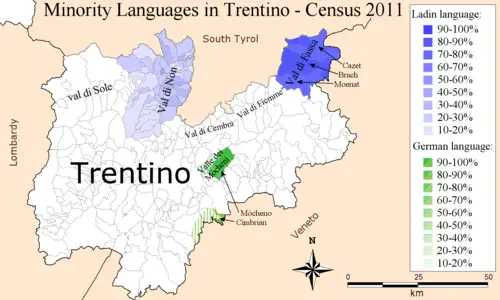 Minority Languages in Trentino - Census 2011
South Tyrol
Lombardy
Veneto
Trentino
val di Sole
Val di Non
Val di Cembra
Val di Fiemme
Val di Fassa
Cazet
Brach
Moenat
Valle dei
Mòcheni
Mòcheno
Cimbrian
N
Ladin language:
90-100%
80-90%
70-80%
60-70%
50-60%
40-50%
30-40%
20-30%
10-20%
German language:
90-100%
80-90%
70-80%
60-70%
50-60%
40-50%
30-40%
20-30%
10-20%
0
25
50
km